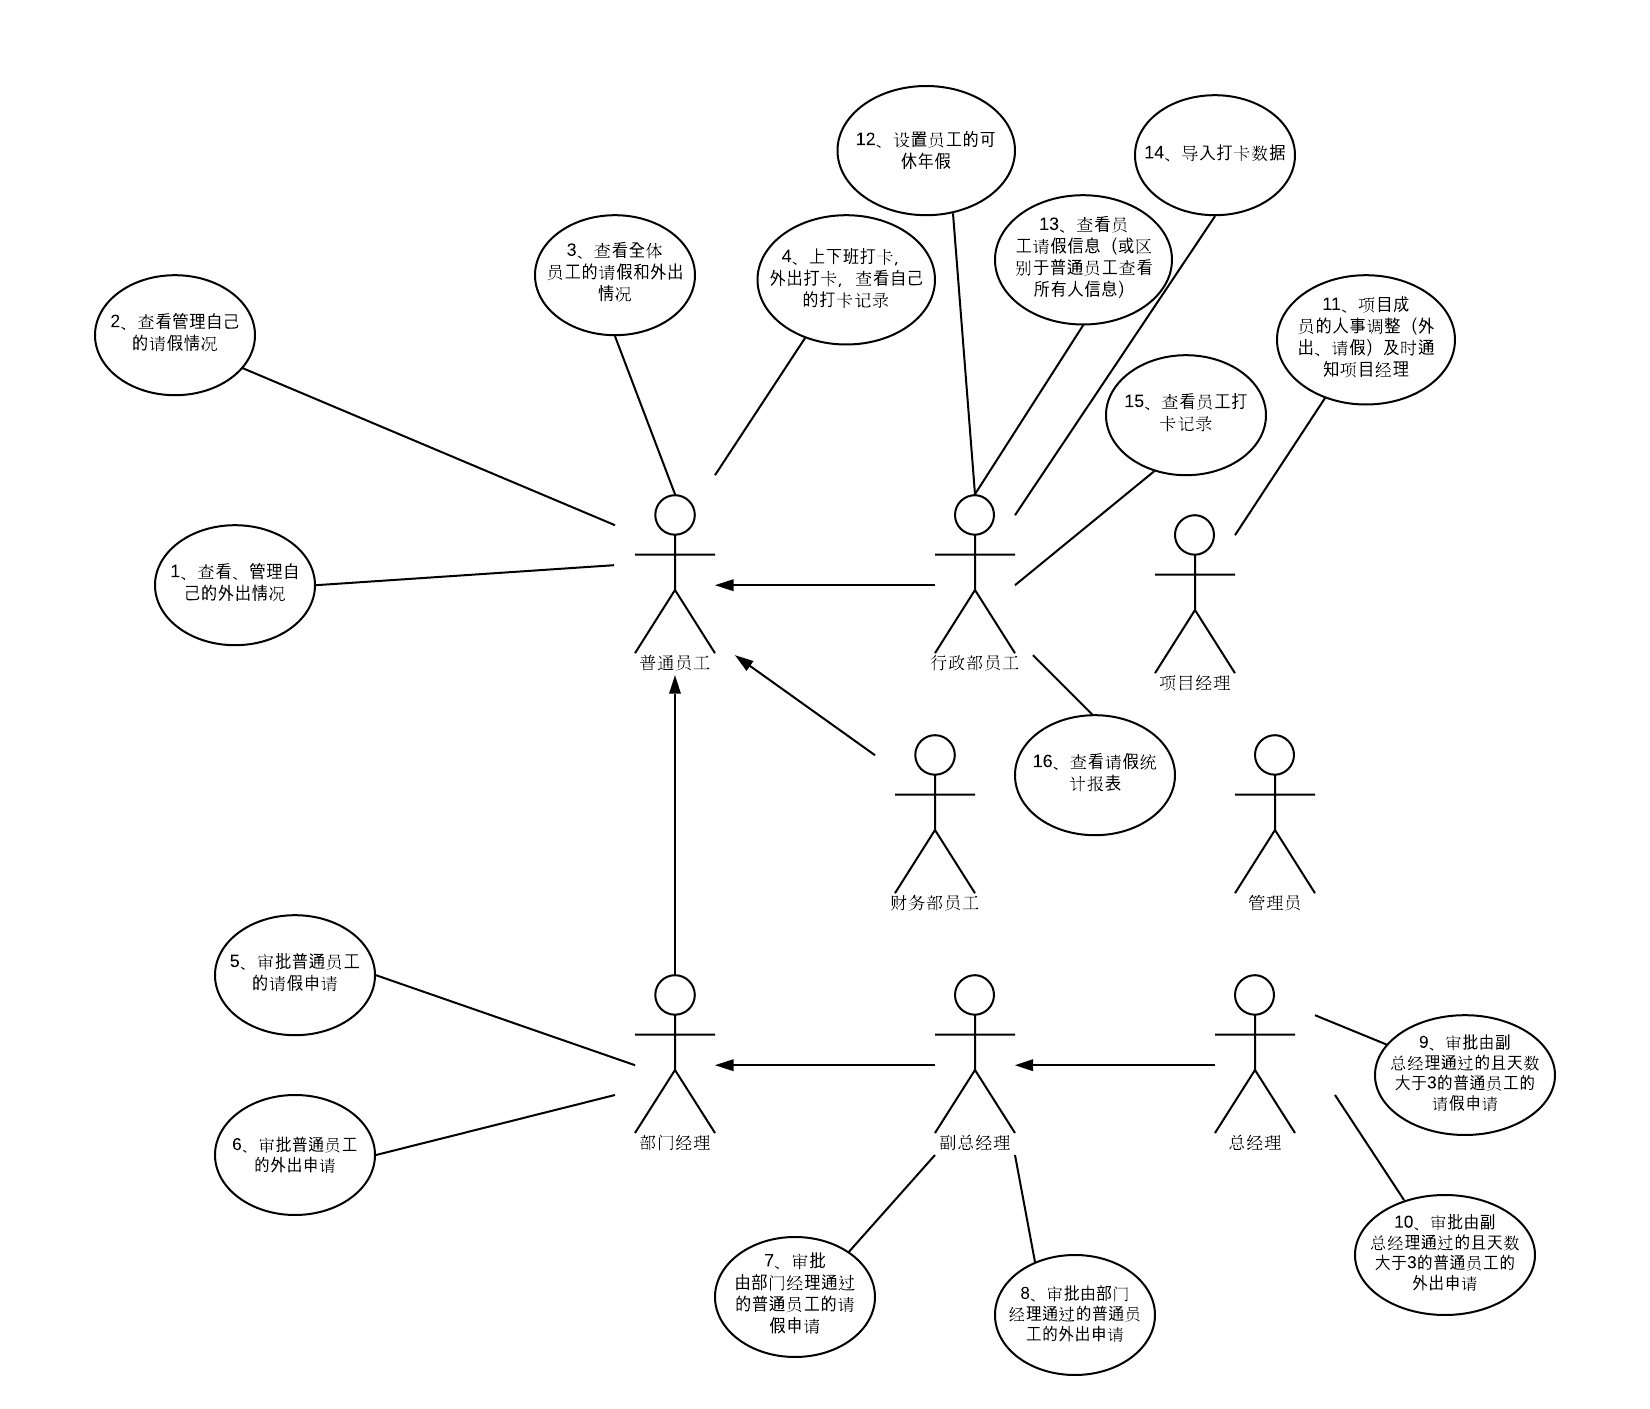 12、设置员工的可
休年假
14、导入打卡数据
3、查看全体
员工的请假和外出
情况
4、上下班打卡，
外出打卡，查看自己
的打卡记录
13、查看员
工请假信息（或区
别于普通员工查看
所有人信息）
2、查看管理自己
的请假情况
11、项目成
员的人事调整（外
出、请假）及时通
知项目经理
15、查看员工打
卡记录
1、查看、管理自
己的外出情况
普通员工
行政部员工
项目经理
16、查看请假统
计报表
财务部员工
管理员
5、审批普通员工
的请假申请
6、审批普通员工
的外出申请
部门经理
副总经理
总经理
9、审批由副
总经理通过的且天数
大于3的普通员工的
请假申请
10、审批由副
总经理通过的且天数
大于3的普通员工的
外出申请
7、审批
由部门经理通过
的普通员工的请
假申请
8、审批由部门
经理通过的普通员
工的外出申请